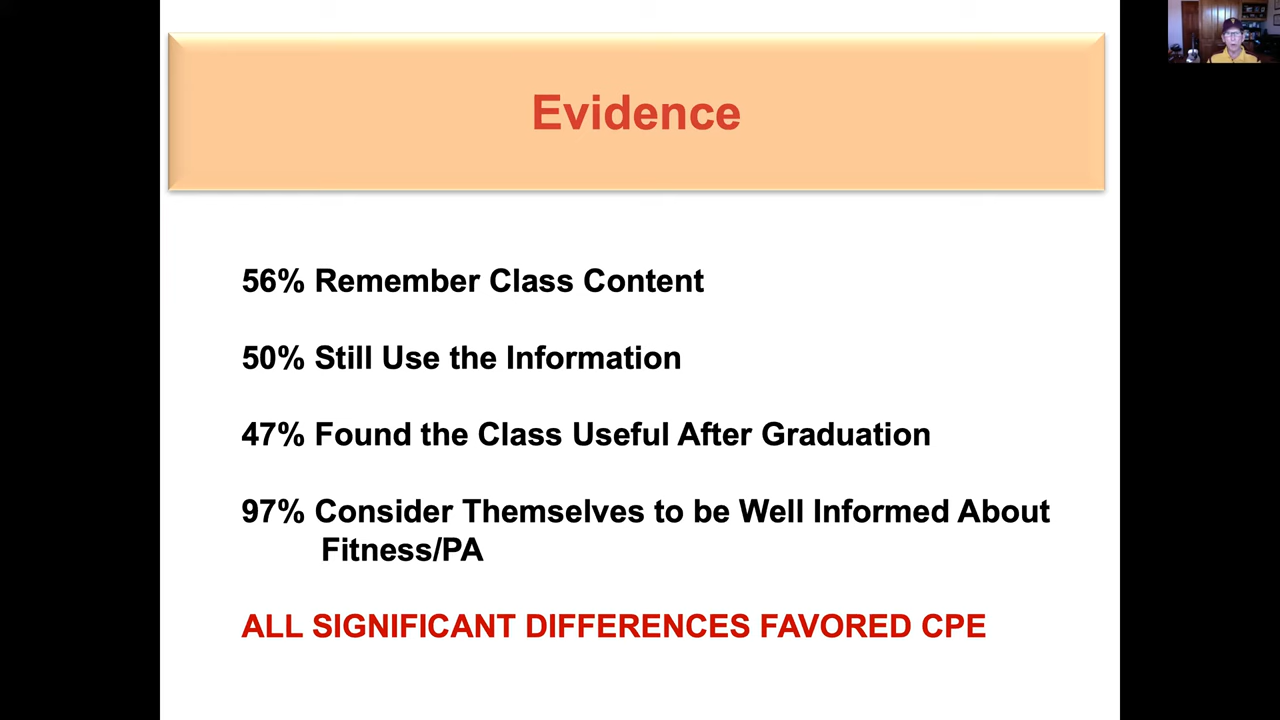 Evidence
56% Remember Class Content
50% Still Use the Information
47% Found the Class Useful After Graduation
97% Consider Themselves to be Well Informed About
Fitness/PA
ALL SIGNIFICANT DIFFERENCES FAVORED CPE